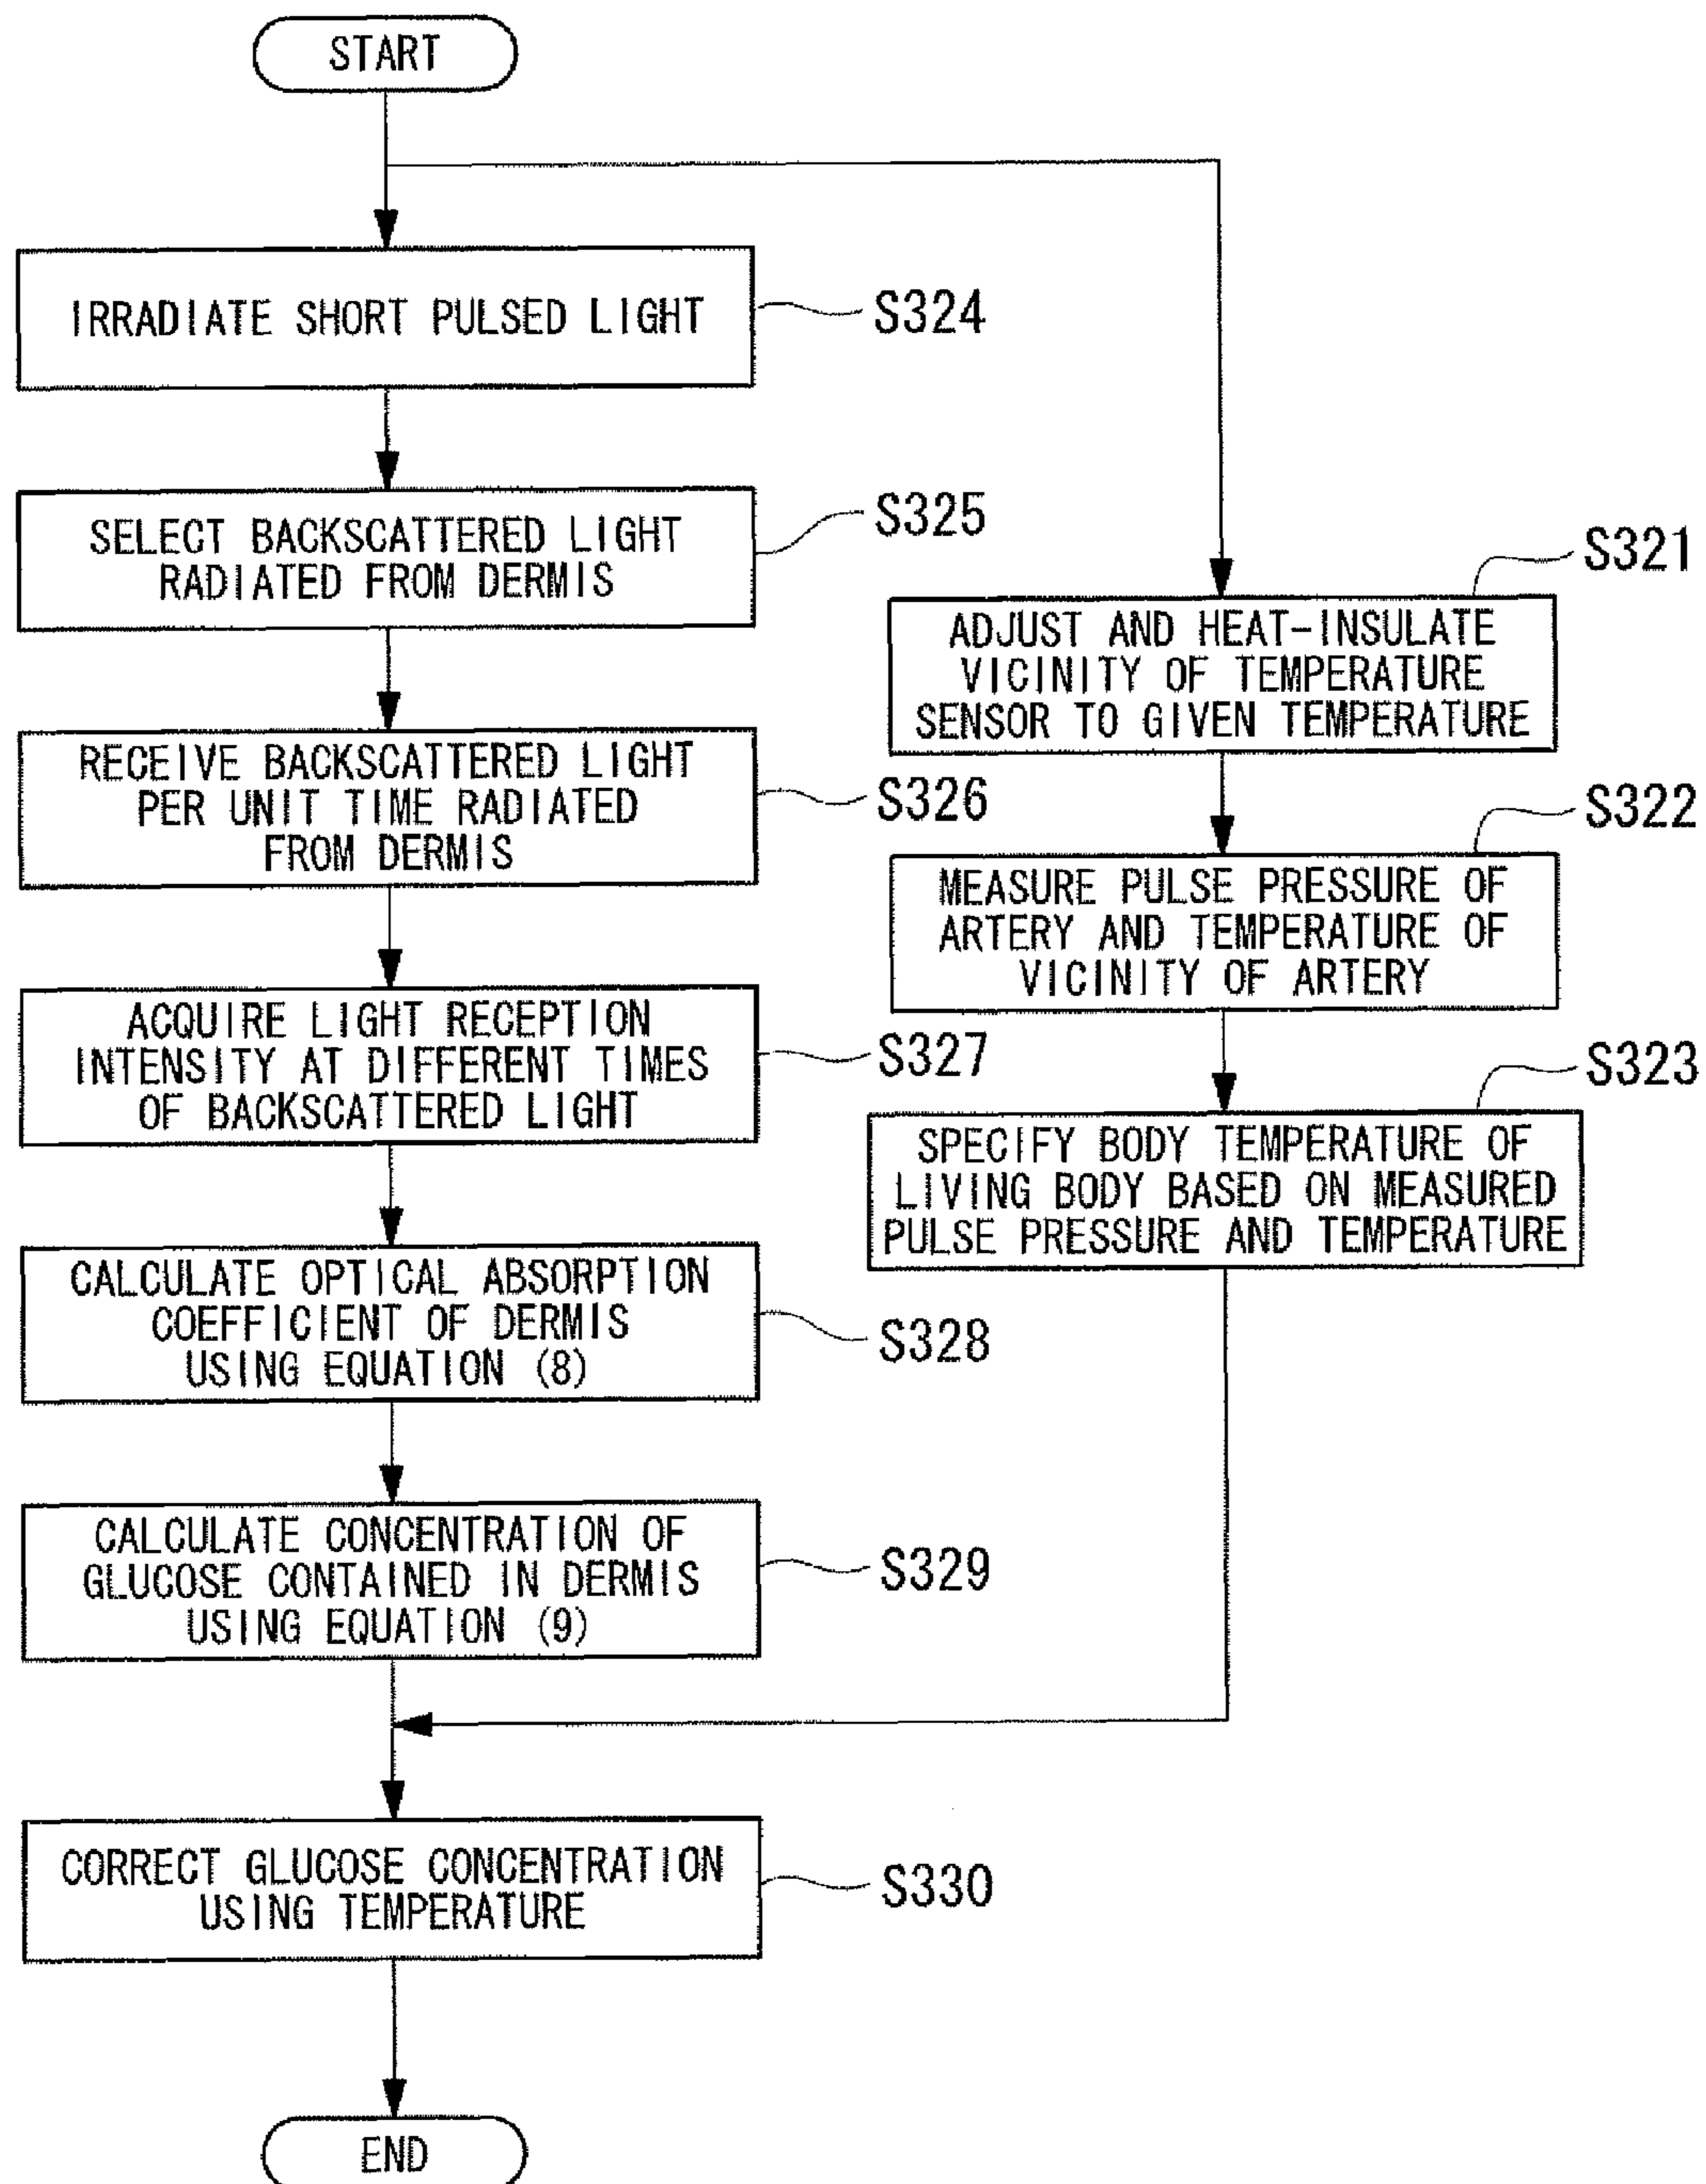 START
IRRADIATE SHORT PULSED LIGHT
S324
SELECT BACKSCATTERED LIGHT
RADIATED FROM DERMIS
S325
RECEIVE BACKSCATTERED LIGHT
PER UNIT TIME RADIATED
FROM DERMIS
S326
ACQUIRE LIGHT RECEPTION
INTENSITY AT DIFFERENT TIMES
OF BACKSCATTERED LIGHT
S327
CALCULATE OPTICAL ABSORPTION
COEFFICIENT OF DERMIS
USING EQUATION (8)
S328
CALCULATE CONCENTRATION OF
GLUCOSE CONTAINED IN DERMIS
USING EQUATION (9)
S329
S321
ADJUST AND HEAT-INSULATE
VICINITY OF TEMPERATURE
SENSOR TO GIVEN TEMPERATURE
S322
MEASURE PULSE PRESSURE OF
ARTERY AND TEMPERATURE OF
VICINITY OF ARTERY
S323
SPECIFY BODY TEMPERATURE OF
LIVING BODY BASED ON MEASURED
PULSE PRESSURE AND TEMPERATURE
CORRECT GLUCOSE CONCENTRATION
USING TEMPERATURE
S330
END